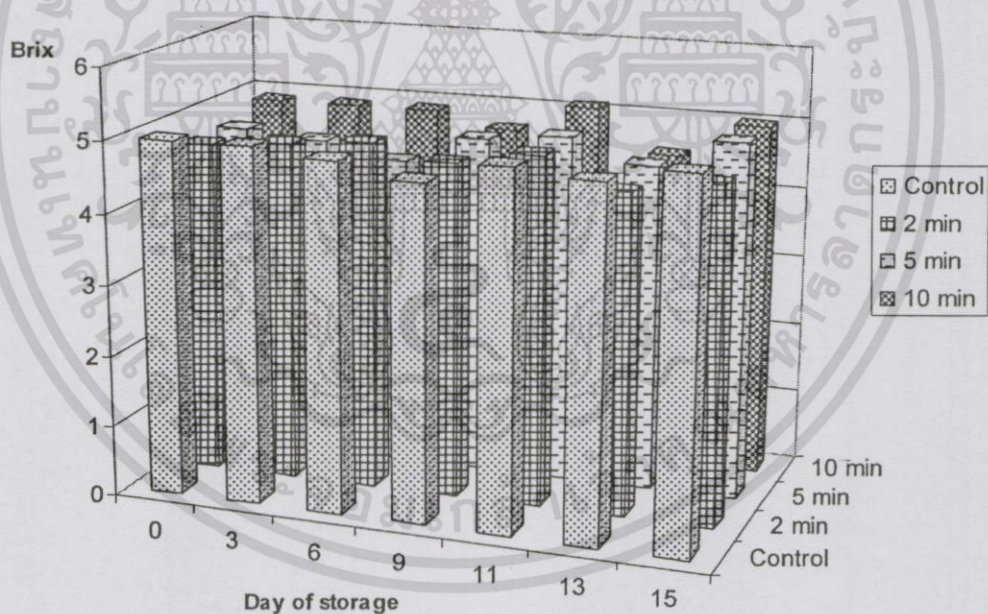 Brix
6
5
4
3
2
1
0
0 3 6 9 11 13 15
Day of storage
10 min
5 min
2 min
Control
Control
2 min
5 min
10 min